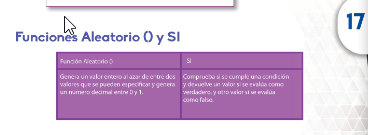 17
Funciones Aleatorio () y SI
Función Aleatorio ()
Genera un valor entero al azar de entre dos
valores que se pueden especificar y genera
un número decimal entre 0 y 1.
SI
Comprueba si se cumple una condición
y devuelve un valor si se evalúa como
verdadero, y otro valor si se evalúa
como falso.